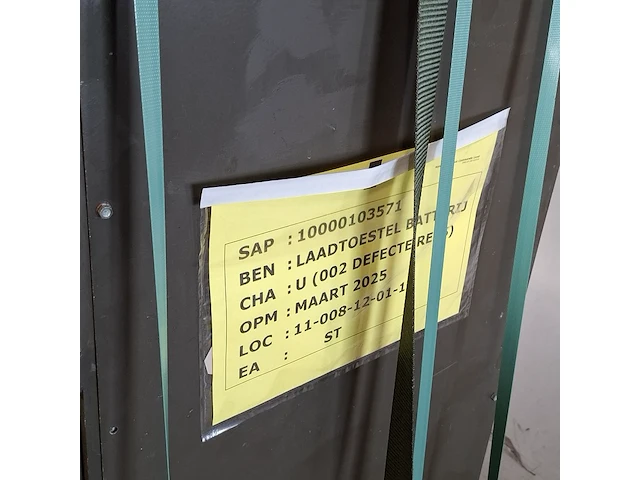 SAP : 10000103571
BEN : LAADTOESTEL BATTERIJ
CHA : U (002 DEFECTE
OPM : MAART 2025
LOC : 11-008-12-01-1
EA : ST